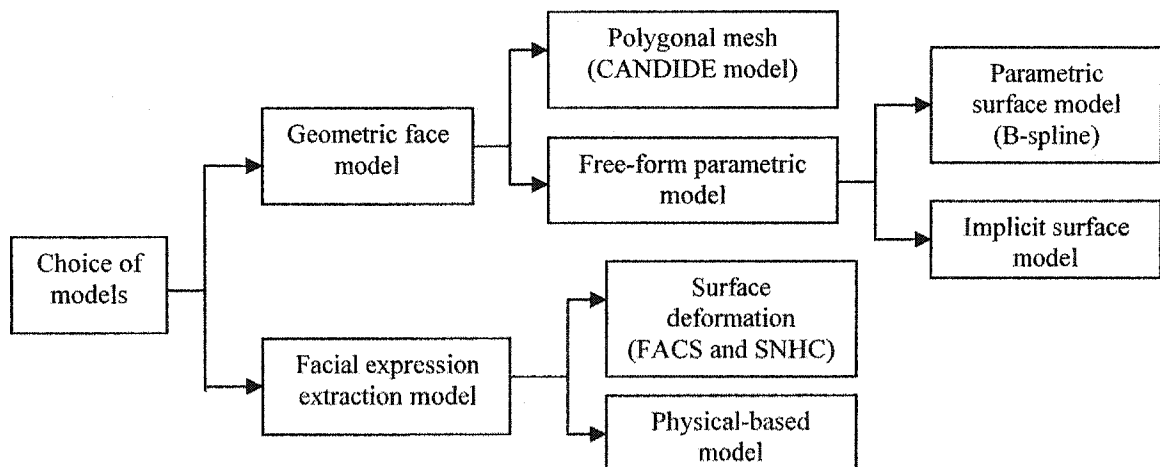 Choice of
models
Geometric face
model
Facial expression
extraction model
Polygonal mesh
(CANDIDE model)
Free-form parametric
model
Surface
deformation
(FACS and SNHC)
Physical-based
model
Parametric
surface model
(B-spline)
Implicit surface
model